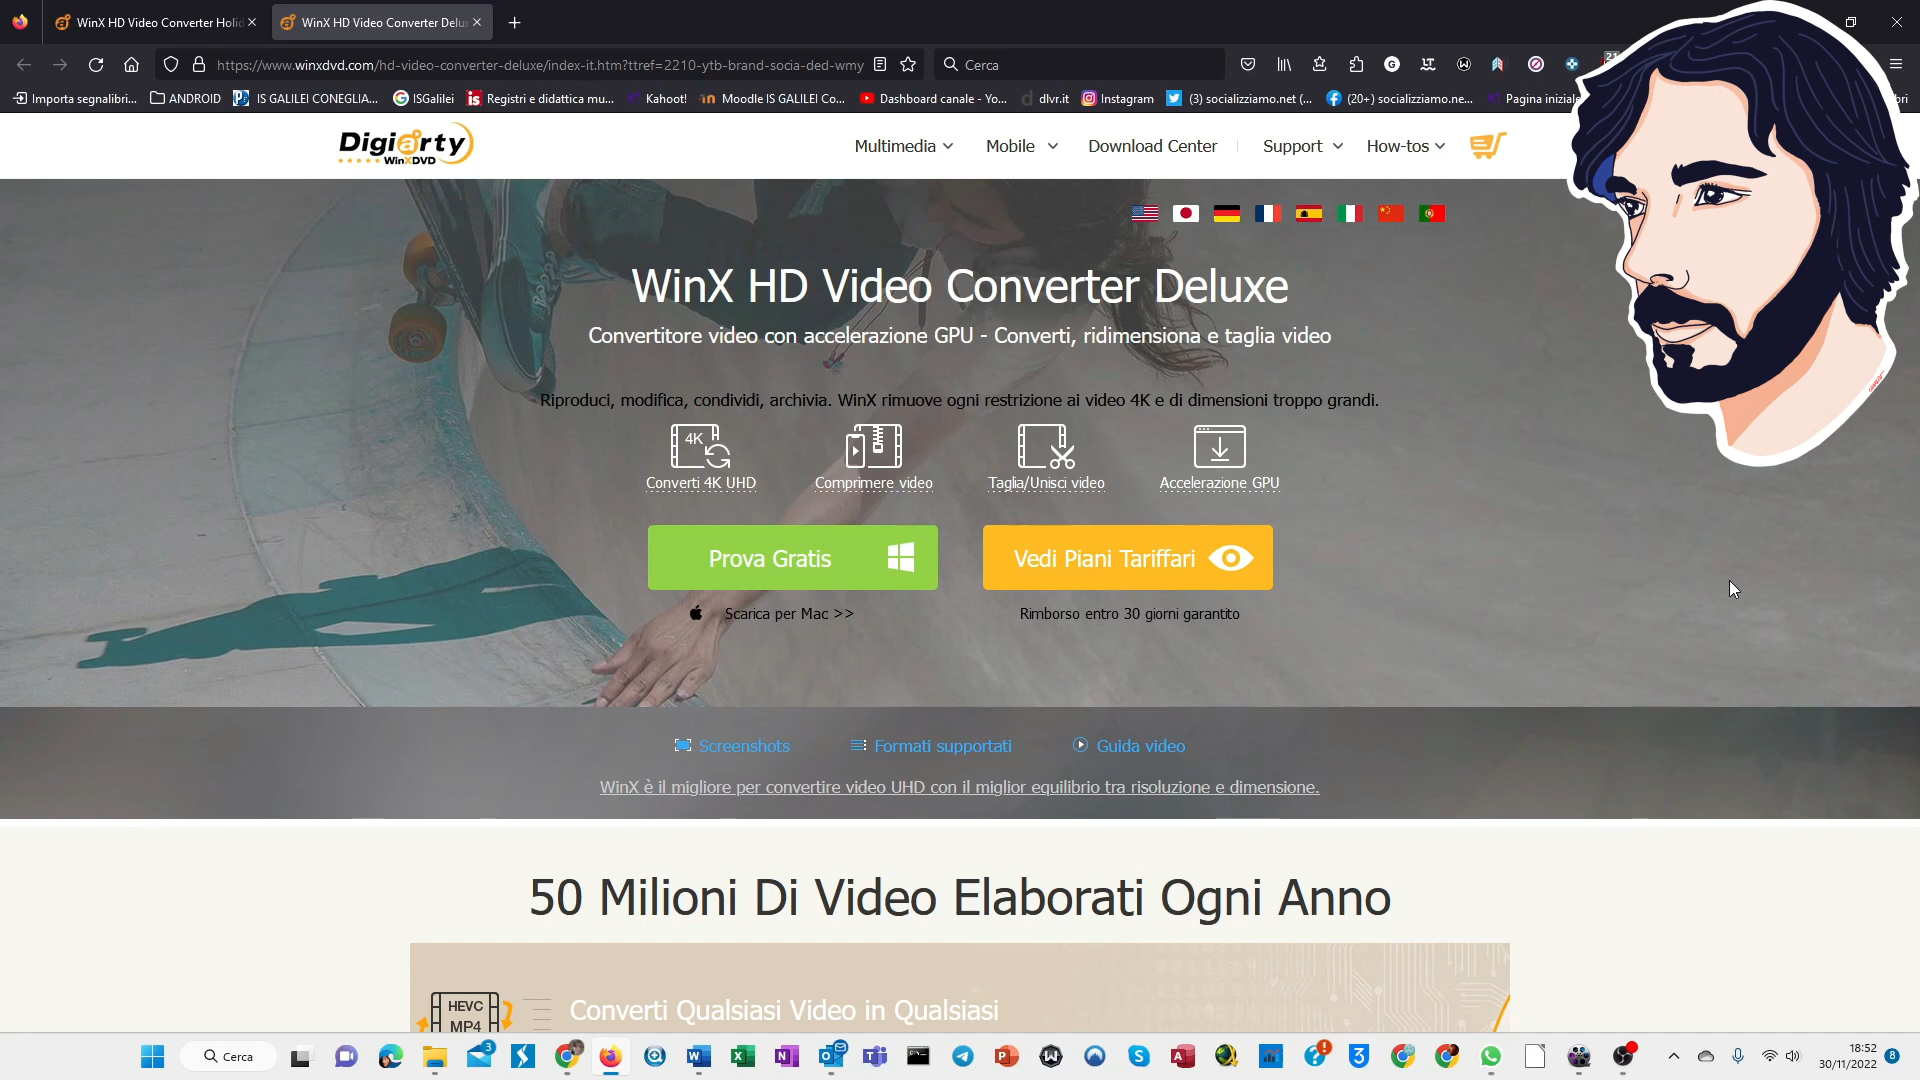 WinX HD Video Converter Holid
WinX HD Video Converter Delu
https://www.winxdvd.com/hd-video-converter-deluxe/index-it.htm?ttref=2210-ytb-brand-socia-ded-wmy
Cerca
21
Importa segnalibri...
ANDROID
IS GALILEI CONEGLIA...
ISGalilei
Registri e didattica mu...
Kahoot!
Moodle IS GALILEI Co...
Dashboard canale - Yo...
dlvr.it
Instagram
(3) socializziamo.net (...
(20+) socializziamo.ne...
Pagina iniziale
bri
Digiarty
WinXDVD
Multimedia
Mobile
Download Center
Support
How-tos
WinX HD Video Converter Deluxe
Convertitore video con accelerazione GPU - Converti, ridimensiona e taglia video
Riproduci, modifica, condividi, archivia. WinX rimuove ogni restrizione ai video 4K e di dimensioni troppo grandi.
4K
Converti 4K UHD
Comprimere video
Taglia/Unisci video
Accelerazione GPU
Prova Gratis
Vedi Piani Tariffari
Scarica per Mac >>
Rimborso entro 30 giorni garantito
Screenshots
Formati supportati
Guida video
WinX è il migliore per convertire video UHD con il miglior equilibrio tra risoluzione e dimensione.
50 Milioni Di Video Elaborati Ogni Anno
HEVC
MP4
Converti Qualsiasi Video in Qualsiasi
Cerca
3
18:52
30/11/2022
8